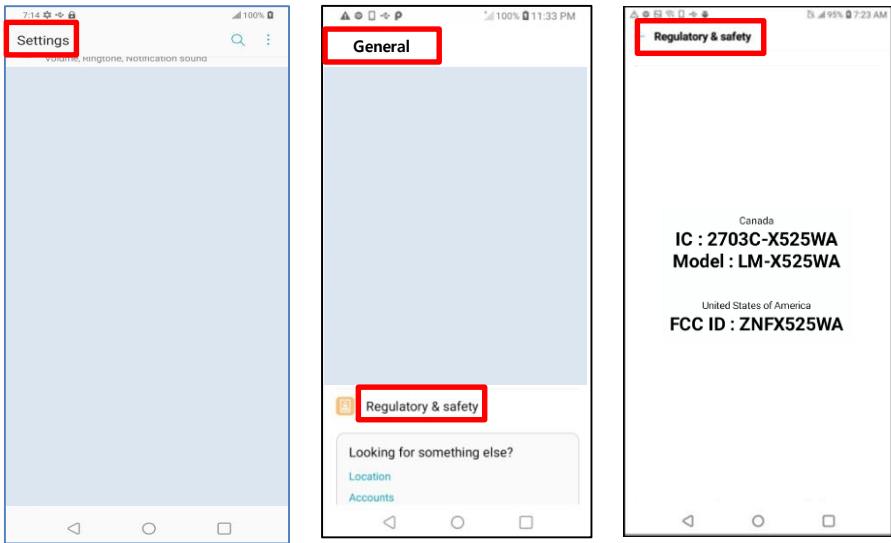 7:14 100%
Settings
Volume, Ringtone, Notification sound
100% 11:33 PM
General
Regulatory & safety
Looking for something else?
Location
Accounts
95% 7:23 AM
Regulatory & safety
Canada
IC : 2703C-X525WA
Model : LM-X525WA
United States of America
FCC ID : ZNFX525WA